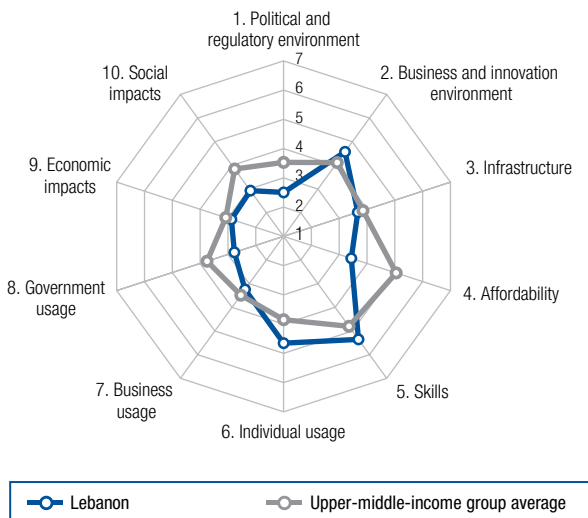 1. Political and
regulatory environment
2. Business and innovation
environment
3. Infrastructure
4. Affordability
5. Skills
6. Individual usage
7. Business
usage
8. Government
usage
9. Economic
impacts
10. Social
impacts
7
6
5
4
3
2
1
Lebanon
Upper-middle-income group average